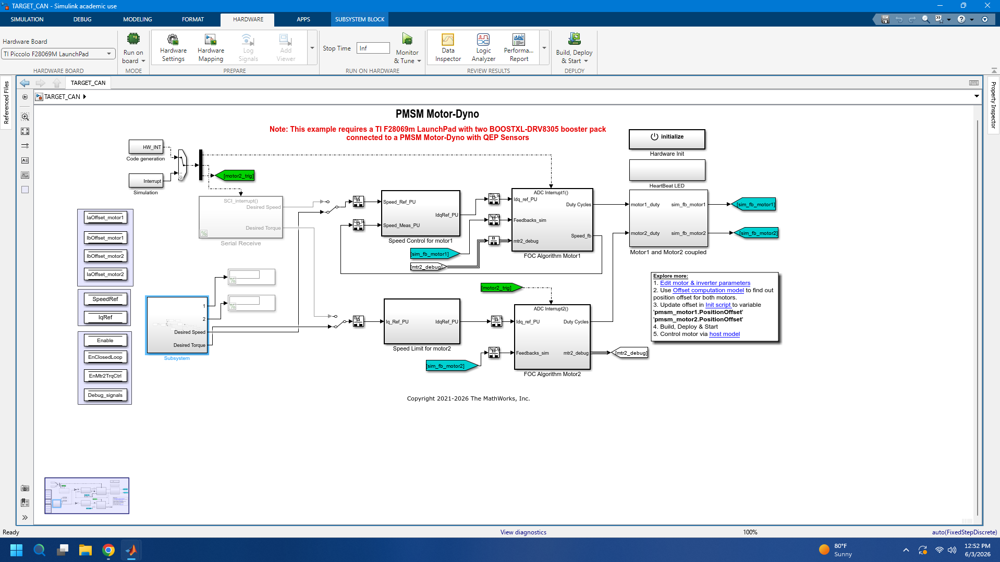 TARGET_CAN - Simulink academic use
SIMULATION
DEBUG
MODELING
FORMAT
HARDWARE
APPS
SUBSYSTEM BLOCK
Hardware Board
TI Piccolo F28069M LaunchPad
HARDWARE BOARD
Run on
board
MODE
Hardware
Settings
Hardware
Mapping
Log
Signals
Add
Viewer
PREPARE
Stop Time
Inf
Monitor
& Tune
RUN ON HARDWARE
Data
Inspector
Logic
Analyzer
Performa...
Report
REVIEW RESULTS
Build, Deploy
& Start
DEPLOY
Referenced Files
Property Inspector
TARGET_CAN
TARGET_CAN
PMSM Motor-Dyno
Note: This example requires a TI F28069m LaunchPad with two BOOSTXL-DRV8305 booster pack
connected to a PMSM Motor-Dyno with QEP Sensors
HW_INT
Code generation
Interrupt
Simulation
[motor2_trig]
SCI_interrupt()
Desired Speed
Desired Torque
Serial Receive
IaOffset_motor1
IbOffset_motor1
IbOffset_motor2
IaOffset_motor2
SpeedRef
IqRef
Enable
EnClosedLoop
EnMtr2TrqCtrl
Debug_signals
1
2
Desired Speed
Desired Torque
Subsystem
Speed_Ref_PU
Speed_Meas_PU
IdqRef_PU
Speed Control for motor1
[sim_fb_motor1]
[mtr2_debug]
ADC Interrupt1()
Idq_ref_PU
Feedbacks_sim
mtr2_debug
Duty Cycles
Speed_fb
FOC Algorithm Motor1
initialize
Hardware Init
HeartBeat LED
motor1_duty
motor2_duty
sim_fb_motor1
sim_fb_motor2
Motor1 and Motor2 coupled
[sim_fb_motor1]
[sim_fb_motor2]
[motor2_trig]
Iq_Ref_PU
IdqRef_PU
Speed Limit for motor2
[sim_fb_motor2]
ADC Interrupt2()
Idq_ref_PU
Feedbacks_sim
Duty Cycles
mtr2_debug
FOC Algorithm Motor2
[mtr2_debug]
Explore more:
1. Edit motor & inverter parameters
2. Use Offset computation model to find out
position offset for both motors.
3. Update offset in Init script to variable
'pmsm_motor1.PositionOffset'
'pmsm_motor2.PositionOffset'
4. Build, Deploy & Start
5. Control motor via host model
Copyright 2021-2026 The MathWorks, Inc.
Ready
View diagnostics
100%
auto(FixedStepDiscrete)
80°F
Sunny
12:52 PM
6/3/2026